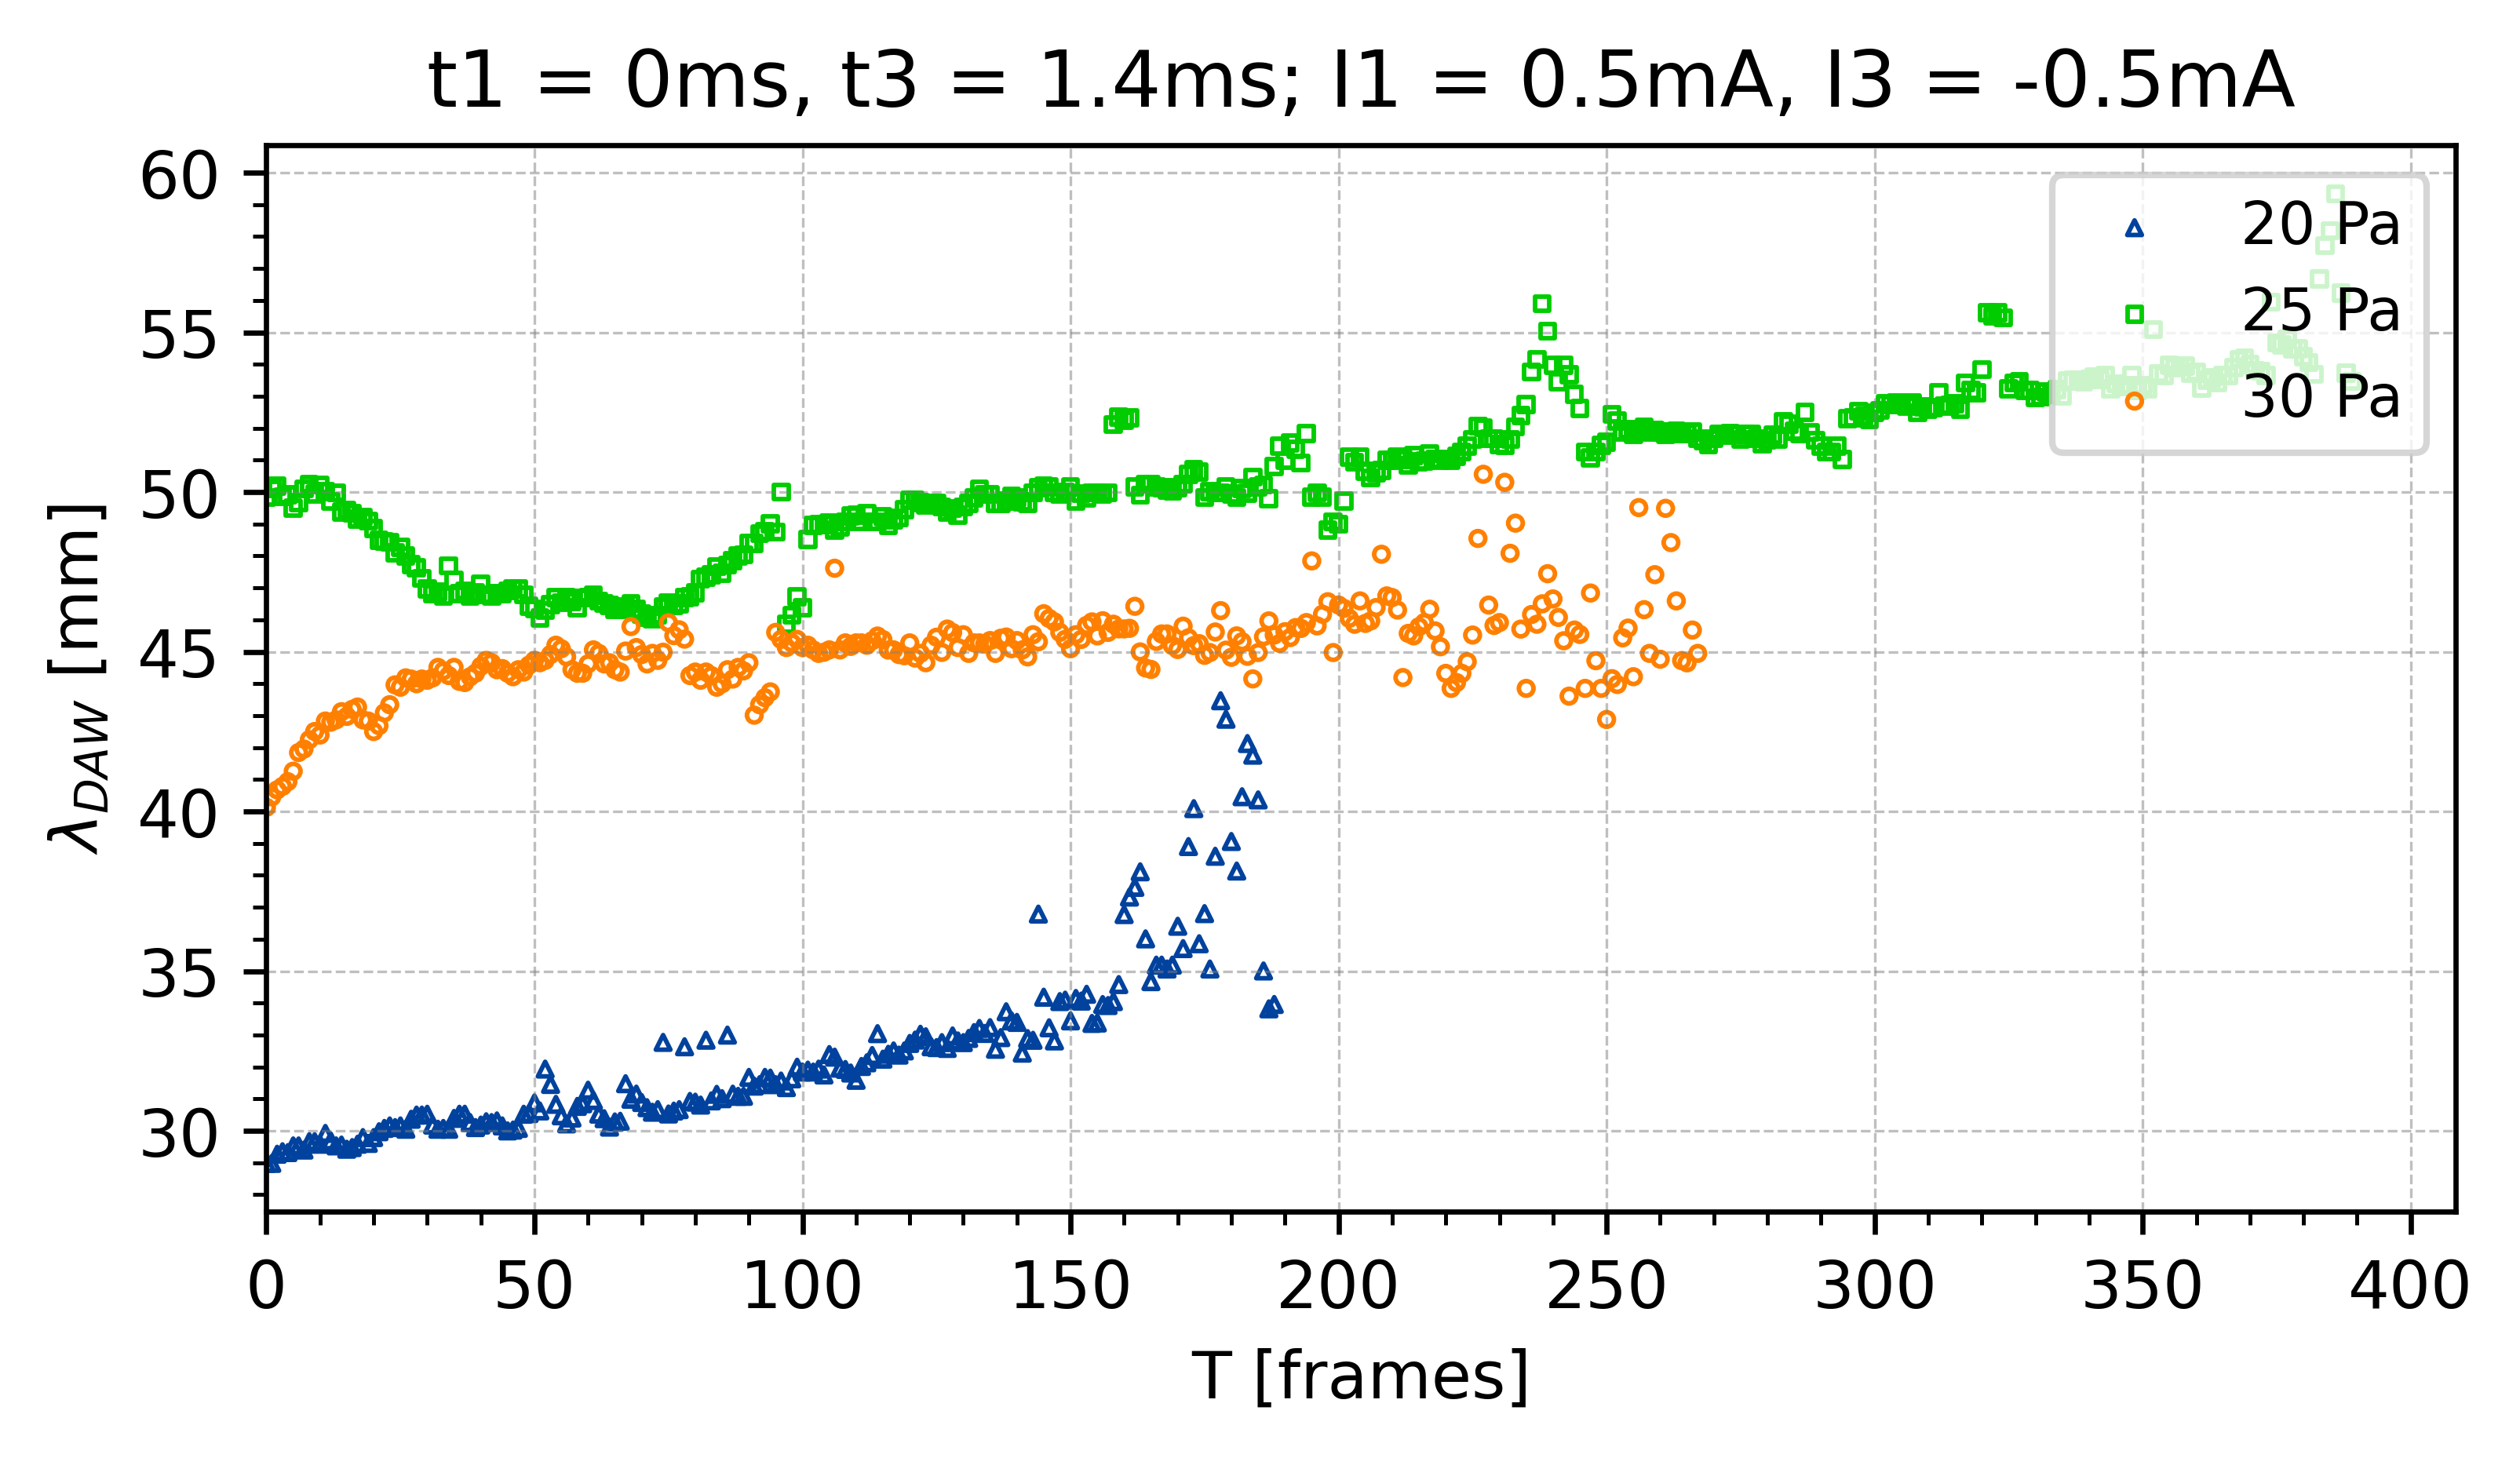 t1 = 0ms, t3 = 1.4ms; I1 = 0.5mA, I3 = -0.5mA
60
55
50
45
40
35
30
λDAW [mm]
20 Pa
25 Pa
30 Pa
0 50 100 150 200 250 300 350 400
T [frames]